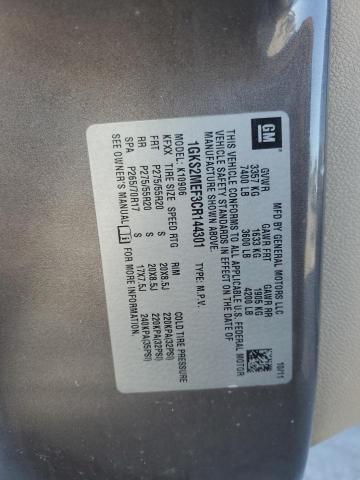 GM
MFD BY GENERAL MOTORS LLC
10/11
GVWR GAWR FRT GAWR RR
3357 KG 1633 KG 1905 KG
7400 LB 3600 LB 4200 LB
THIS VEHICLE CONFORMS TO ALL APPLICABLE U.S. FEDERAL MOTOR
VEHICLE SAFETY STANDARDS IN EFFECT ON THE DATE OF
MANUFACTURE SHOWN ABOVE.
1GKS2MEF3CR144501 TYPE: M.P.V.
MODEL: K10906
KFXX TIRE SIZE SPEED RTG RIM COLD TIRE PRESSURE
FRT P275/55R20 S 20X8.5J 220KPA(32PSI)
RR P275/55R20 S 20X8.5J 220KPA(32PSI)
SPA P265/70R17 S 17X7.5J 240KPA(35PSI)
SEE OWNER'S MANUAL i FOR MORE INFORMATION.